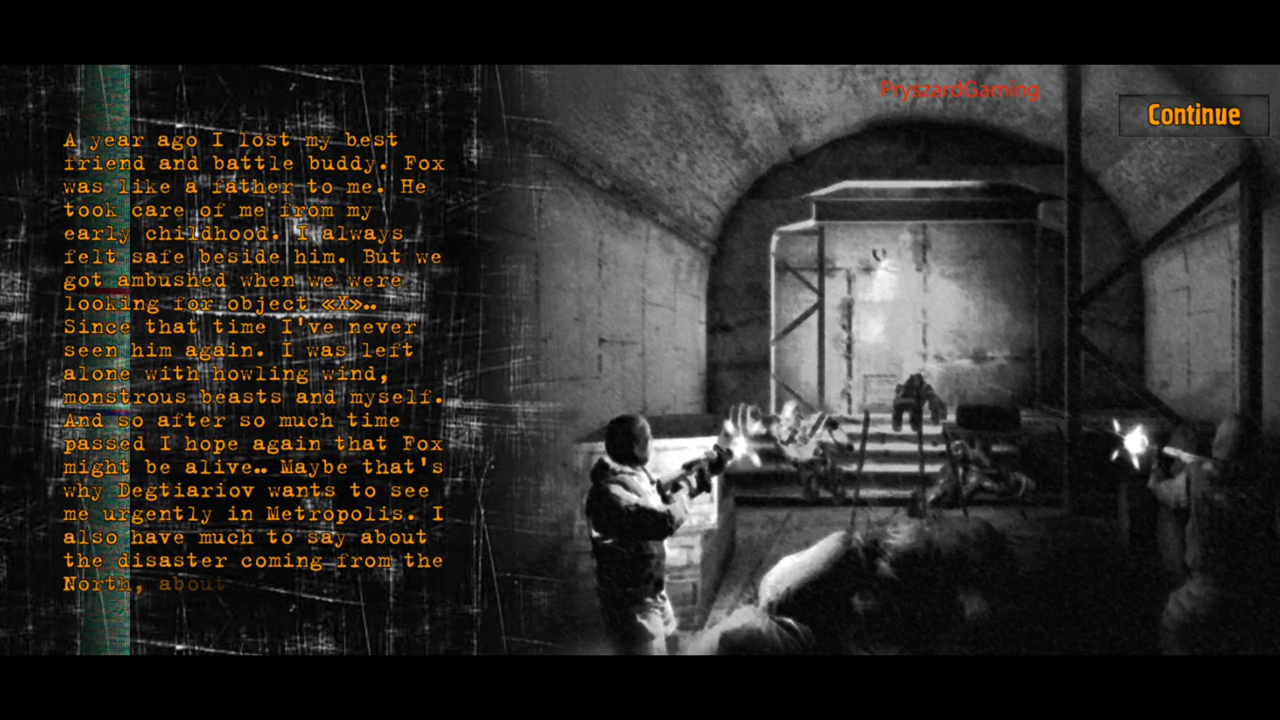 PryszardGaming
Continue
A year ago I lost my best
friend and battle buddy. Fox
was like a father to me. He
took care of me from my
early childhood. I always
felt safe beside him. But we
got ambushed when we were
looking for object «X»..
Since that time I've never
seen him again. I was left
alone with howling wind,
monstrous beasts and myself.
And so after so much time
passed I hope again that Fox
might be alive.. Maybe that's
why Degtiariov wants to see
me urgently in Metropolis. I
also have much to say about
the disaster coming from the
North, about